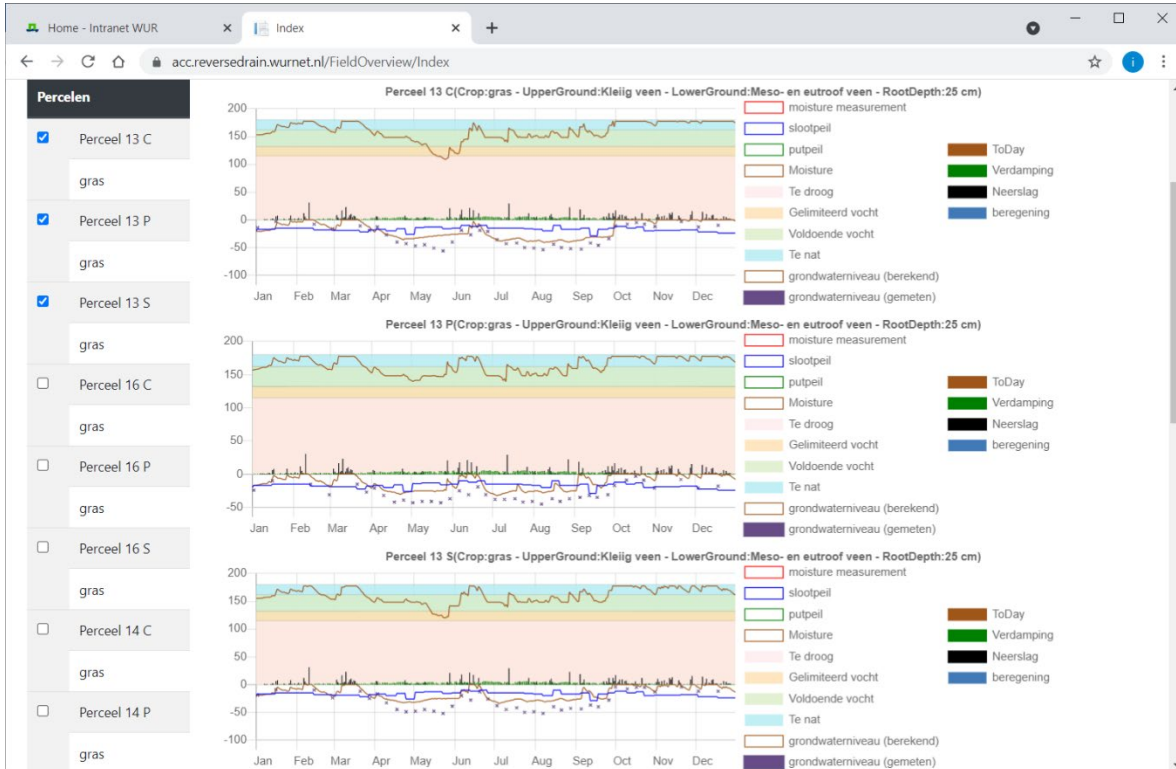 Home - Intranet WUR
Index
acc.reversedrain.wurnet.nl/FieldOverview/Index
i
Percelen
Perceel 13 C
gras
Perceel 13 P
gras
Perceel 13 S
gras
Perceel 16 C
gras
Perceel 16 P
gras
Perceel 16 S
gras
Perceel 14 C
gras
Perceel 14 P
gras
Perceel 13 C(Crop:gras - UpperGround:Kleiig veen - LowerGround:Meso- en eutroof veen - RootDepth:25 cm)
200
150
100
50
0
-50
-100
Jan Feb Mar Apr May Jun Jul Aug Sep Oct Nov Dec
moisture measurement
slootpeil
putpeil
Moisture
Te droog
Gelimiteerd vocht
Voldoende vocht
Te nat
grondwaterniveau (berekend)
grondwaterniveau (gemeten)
ToDay
Verdamping
Neerslag
beregening
Perceel 13 P(Crop:gras - UpperGround:Kleiig veen - LowerGround:Meso- en eutroof veen - RootDepth:25 cm)
200
150
100
50
0
-50
Jan Feb Mar Apr May Jun Jul Aug Sep Oct Nov Dec
moisture measurement
slootpeil
putpeil
Moisture
Te droog
Gelimiteerd vocht
Voldoende vocht
Te nat
grondwaterniveau (berekend)
grondwaterniveau (gemeten)
ToDay
Verdamping
Neerslag
beregening
Perceel 13 S(Crop:gras - UpperGround:Kleiig veen - LowerGround:Meso- en eutroof veen - RootDepth:25 cm)
200
150
100
50
0
-50
-100
Jan Feb Mar Apr May Jun Jul Aug Sep Oct Nov Dec
moisture measurement
slootpeil
putpeil
Moisture
Te droog
Gelimiteerd vocht
Voldoende vocht
Te nat
grondwaterniveau (berekend)
grondwaterniveau (gemeten)
ToDay
Verdamping
Neerslag
beregening